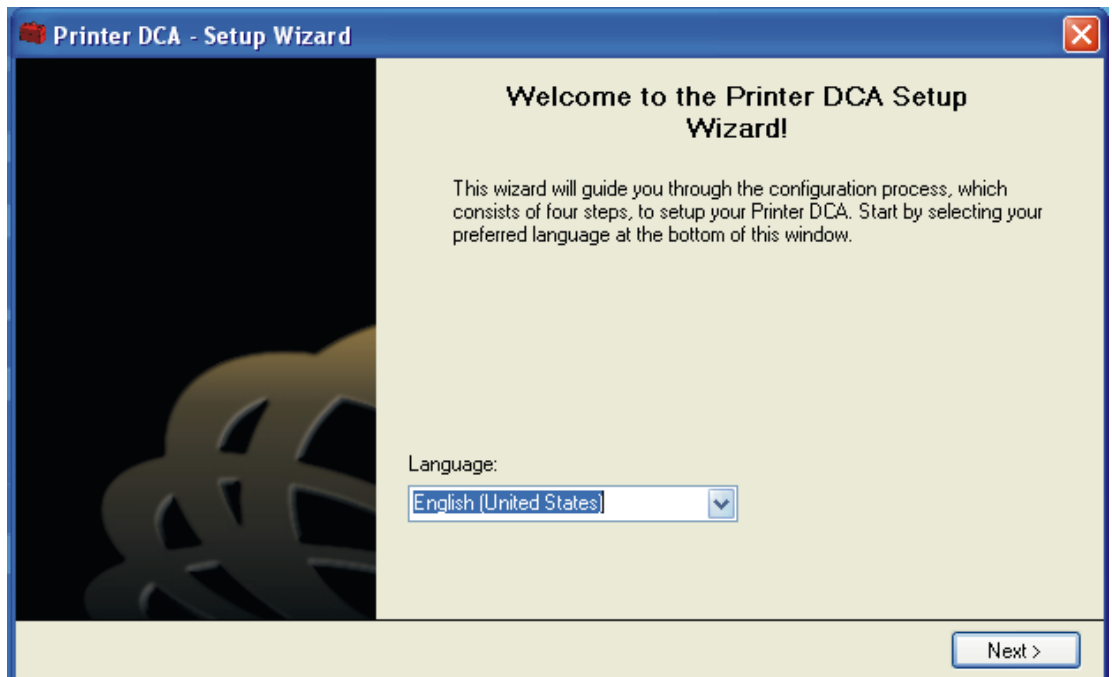 Printer DCA - Setup Wizard
Welcome to the Printer DCA Setup
Wizard!
This wizard will guide you through the configuration process, which
consists of four steps, to setup your Printer DCA. Start by selecting your
preferred language at the bottom of this window.
Language:
English (United States)
Next >